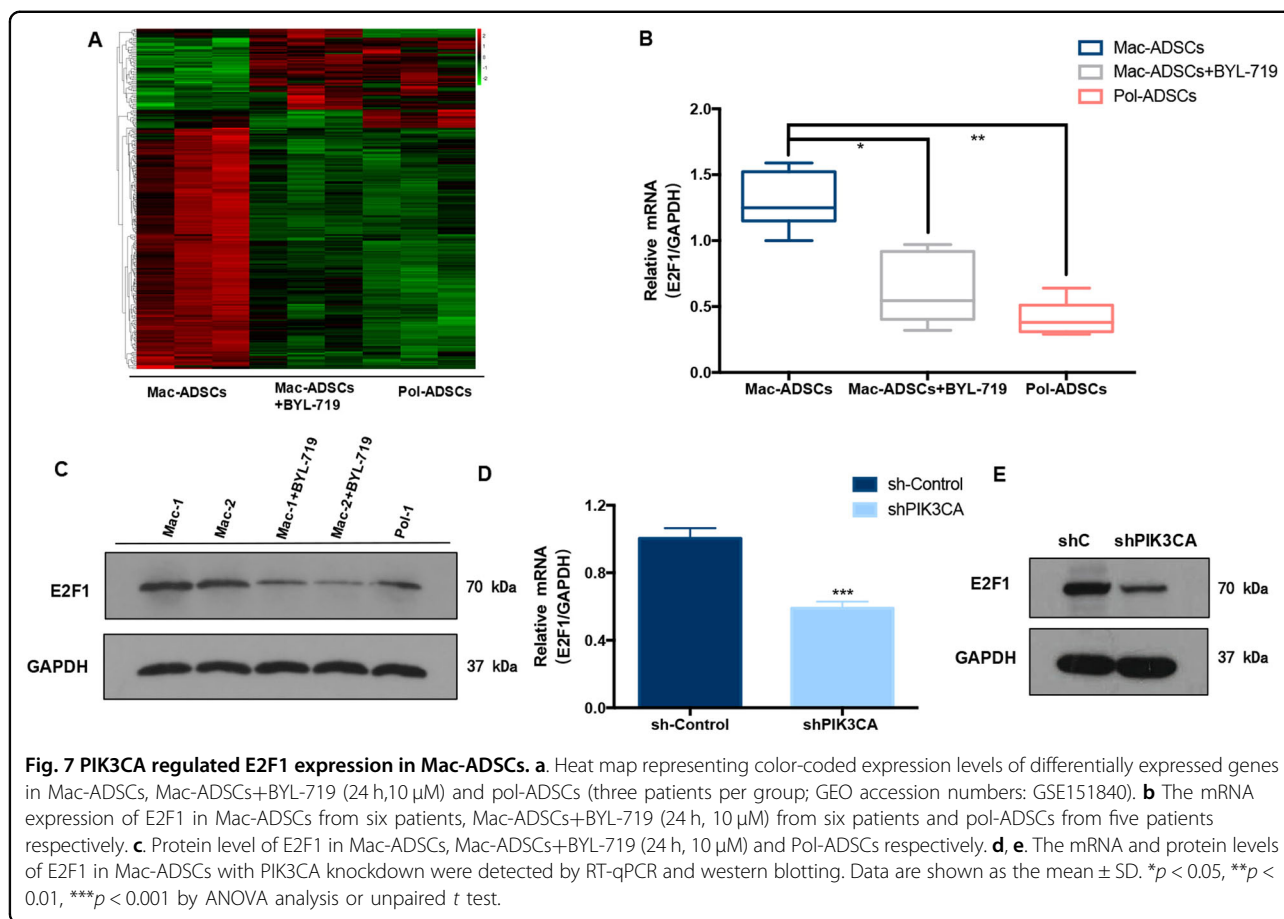 A
2
1
0
-1
-2
Mac-ADSCs
Mac-ADSCs
+BYL-719
Pol-ADSCs
B
Mac-ADSCs
Mac-ADSCs+BYL-719
Pol-ADSCs
Relative mRNA
(E2F1/GAPDH)
2.0
1.5
1.0
0.5
0.0
*
**
Mac-ADSCs
Mac-ADSCs+BYL-719
Pol-ADSCs
C
Mac-1
Mac-2
Mac-1+BYL-719
Mac-2+BYL-719
Pol-1
E2F1
70 kDa
GAPDH
37 kDa
D
sh-Control
shPIK3CA
Relative mRNA
(E2F1/GAPDH)
1.2
0.8
0.4
0.0
***
sh-Control
shPIK3CA
E
shC shPIK3CA
E2F1
70 kDa
GAPDH
37 kDa
Fig. 7 PIK3CA regulated E2F1 expression in Mac-ADSCs. a. Heat map representing color-coded expression levels of differentially expressed genes
in Mac-ADSCs, Mac-ADSCs+BYL-719 (24 h,10 μM) and pol-ADSCs (three patients per group; GEO accession numbers: GSE151840). b The mRNA
expression of E2F1 in Mac-ADSCs from six patients, Mac-ADSCs+BYL-719 (24 h, 10 μM) from six patients and pol-ADSCs from five patients
respectively. c. Protein level of E2F1 in Mac-ADSCs, Mac-ADSCs+BYL-719 (24 h, 10 μM) and Pol-ADSCs respectively. d, e. The mRNA and protein levels
of E2F1 in Mac-ADSCs with PIK3CA knockdown were detected by RT-qPCR and western blotting. Data are shown as the mean ± SD. *p < 0.05, **p <
0.01, ***p < 0.001 by ANOVA analysis or unpaired t test.